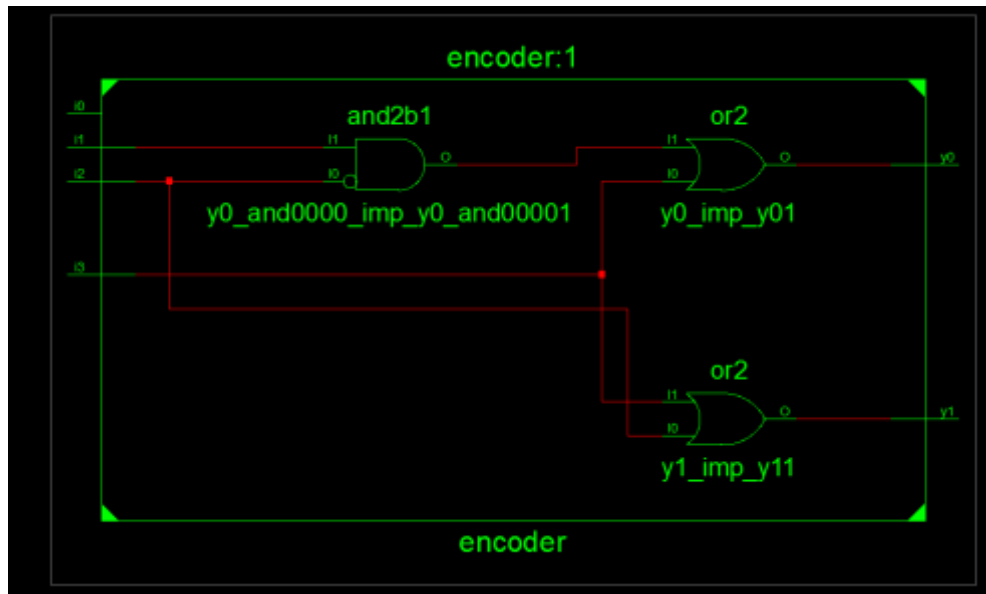 encoder:1
i0
and2b1
or2
i1
I1
I1
O
O
y0
i2
I0
I0
y0_and0000_imp_y0_and00001
y0_imp_y01
i3
or2
I1
O
y1
I0
y1_imp_y11
encoder